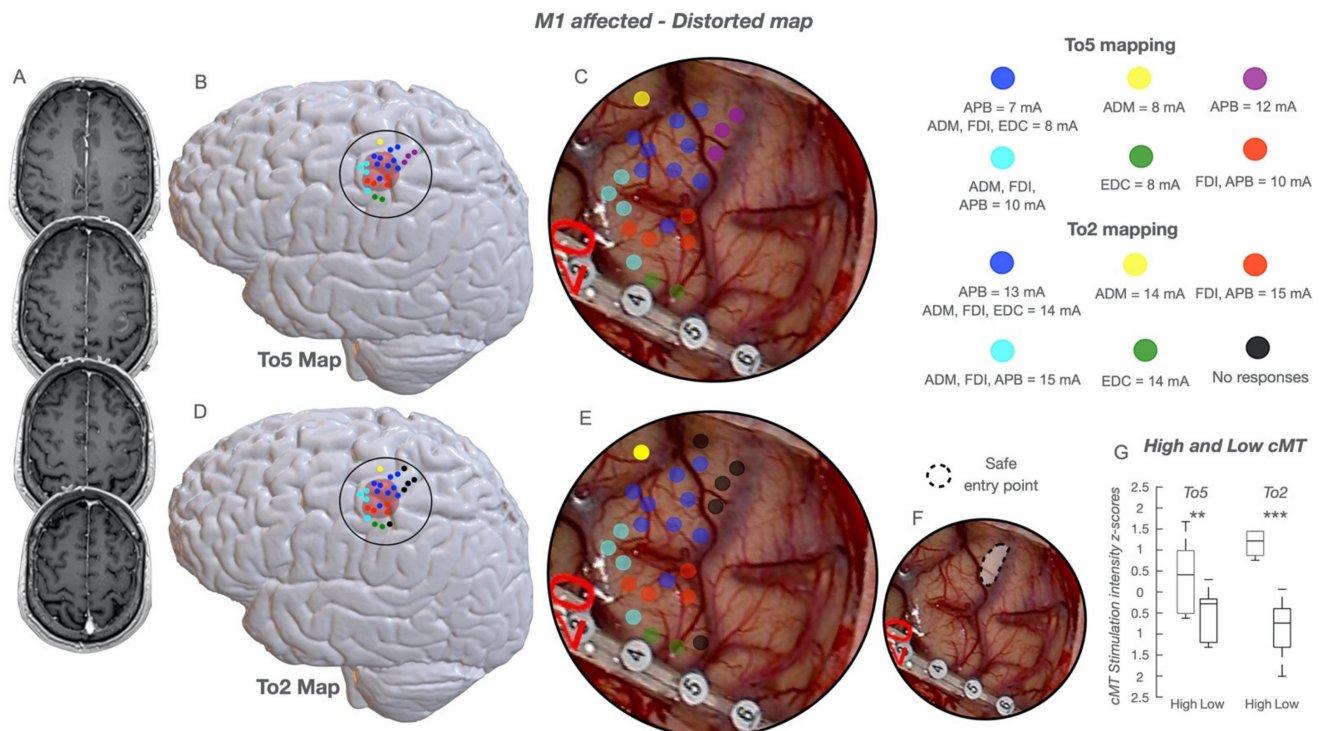 M1 affected - Distorted map
A
B
C
To5 mapping
APB = 7 mA
ADM, FDI, EDC = 8 mA
ADM = 8 mA
APB = 12 mA
ADM, FDI,
APB = 10 mA
EDC = 8 mA
FDI, APB = 10 mA
To2 mapping
APB = 13 mA
ADM, FDI, EDC = 14 mA
ADM = 14 mA
FDI, APB = 15 mA
ADM, FDI, APB = 15 mA
EDC = 14 mA
No responses
To5 Map
4
5
6
D
E
To2 Map
4
5
6
Safe
entry point
F
4
5
6
G
High and Low cMT
cMT Stimulation intensity z-scores
2.5
2
1.5
1
0.5
0
0.5
1
1.5
2
2.5
To5
**
To2
***
High Low
High Low